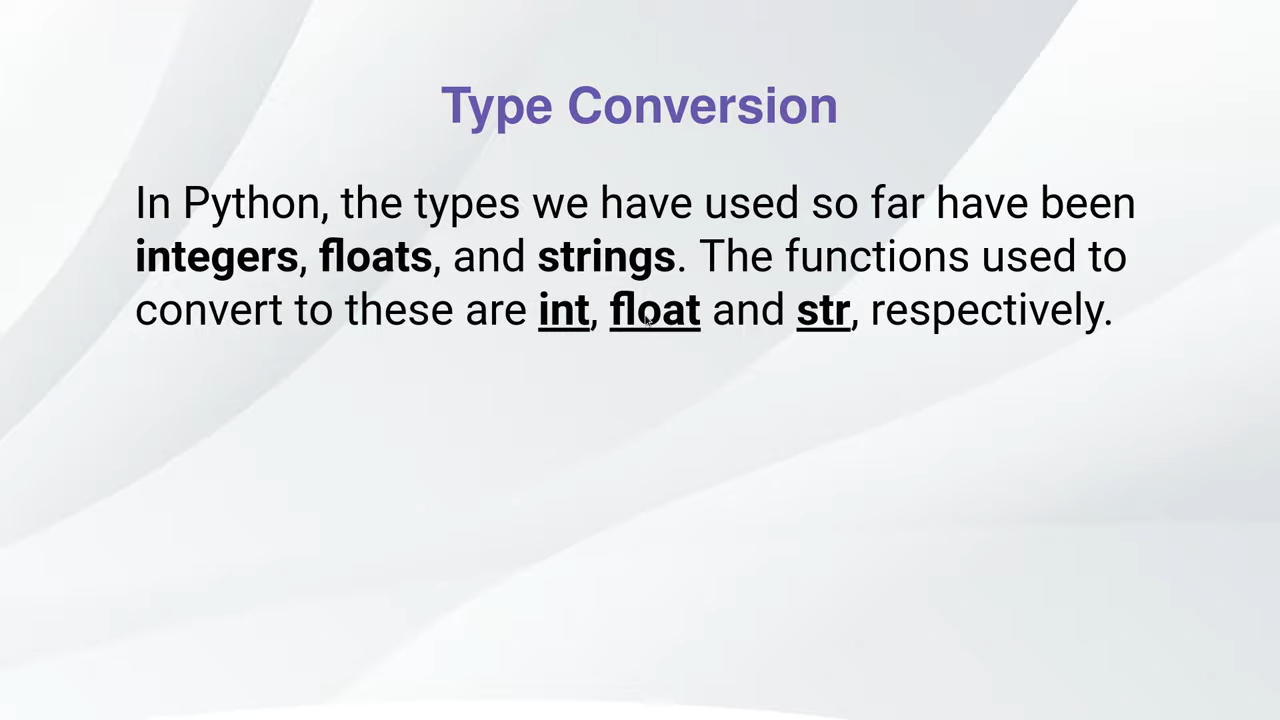 Type Conversion
In Python, the types we have used so far have been
integers, floats, and strings. The functions used to
convert to these are int, float and str, respectively.